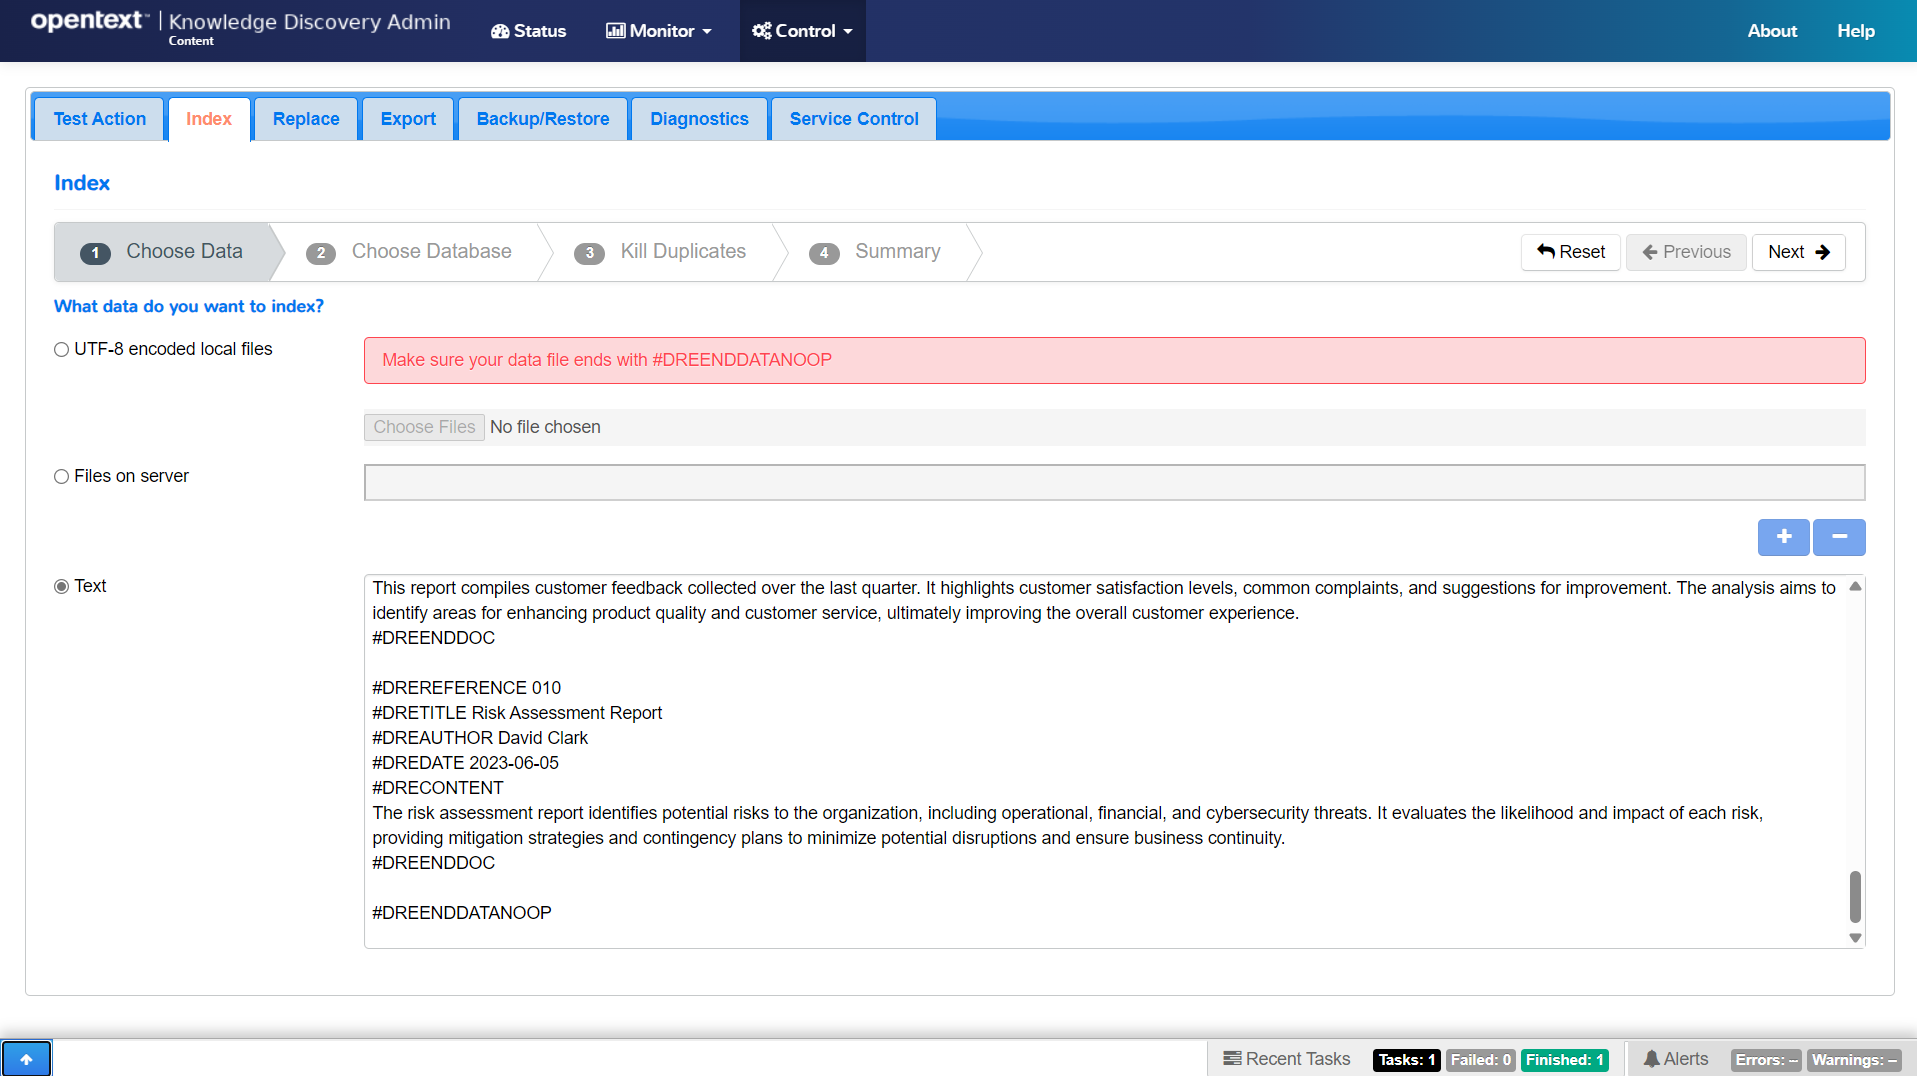 opentext™ | Knowledge Discovery Admin
Content
Status
Monitor
Control
About
Help
Test Action
Index
Replace
Export
Backup/Restore
Diagnostics
Service Control
Index
1 Choose Data
2 Choose Database
3 Kill Duplicates
4 Summary
Reset
Previous
Next
What data do you want to index?
UTF-8 encoded local files
Make sure your data file ends with #DREENDDATANOOP
Choose Files No file chosen
Files on server
Text
This report compiles customer feedback collected over the last quarter. It highlights customer satisfaction levels, common complaints, and suggestions for improvement. The analysis aims to
identify areas for enhancing product quality and customer service, ultimately improving the overall customer experience.
#DREENDDOC
#DREREFERENCE 010
#DRETITLE Risk Assessment Report
#DREAUTHOR David Clark
#DREDATE 2023-06-05
#DRECONTENT
The risk assessment report identifies potential risks to the organization, including operational, financial, and cybersecurity threats. It evaluates the likelihood and impact of each risk,
providing mitigation strategies and contingency plans to minimize potential disruptions and ensure business continuity.
#DREENDDOC
#DREENDDATANOOP
Recent Tasks
Tasks: 1
Failed: 0
Finished: 1
Alerts
Errors: –
Warnings: –